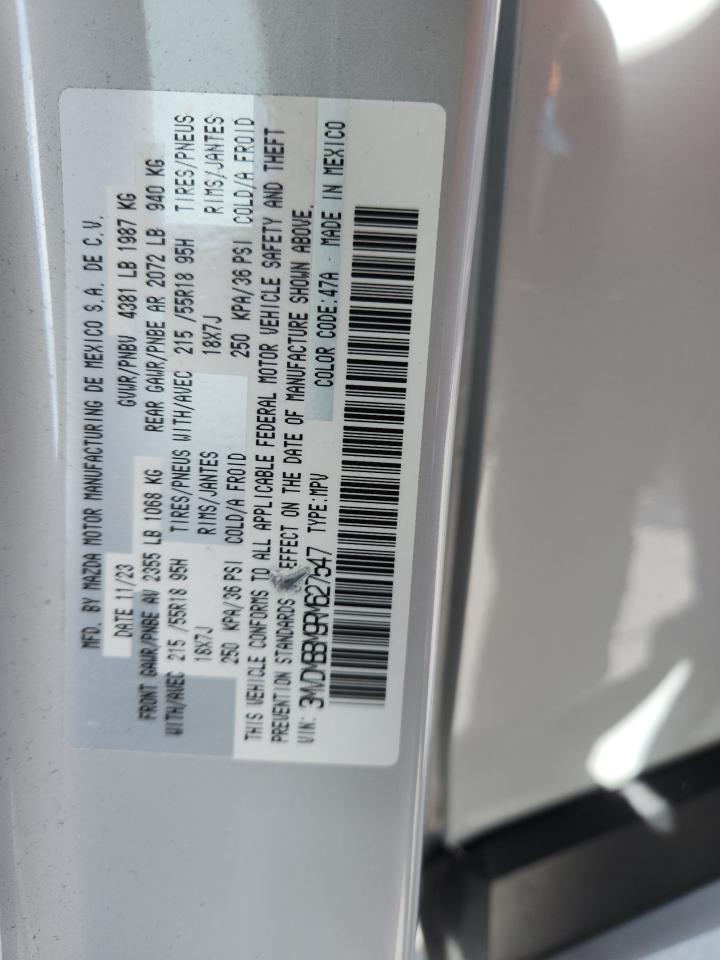 MFD. BY MAZDA MOTOR MANUFACTURING DE MEXICO S.A. DE C.V.
DATE 11/23 GVWR/PNBV 4381 LB 1987 KG
FRONT GAWR/PNBE AV 2355 LB 1068 KG REAR GAWR/PNBE AR 2072 LB 940 KG
WITH/AVEC 215 /55R18 95H TIRES/PNEUS WITH/AVEC 215 /55R18 95H TIRES/PNEUS
18X7J RIMS/JANTES 18X7J RIMS/JANTES
250 KPA/36 PSI COLD/A FROID 250 KPA/36 PSI COLD/A FROID
THIS VEHICLE CONFORMS TO ALL APPLICABLE FEDERAL MOTOR VEHICLE SAFETY AND THEFT
PREVENTION STANDARDS EFFECT ON THE DATE OF MANUFACTURE SHOWN ABOVE.
VIN: 3MVDMBBM9RM627547 TYPE:MPV COLOR CODE:47A - MADE IN MEXICO